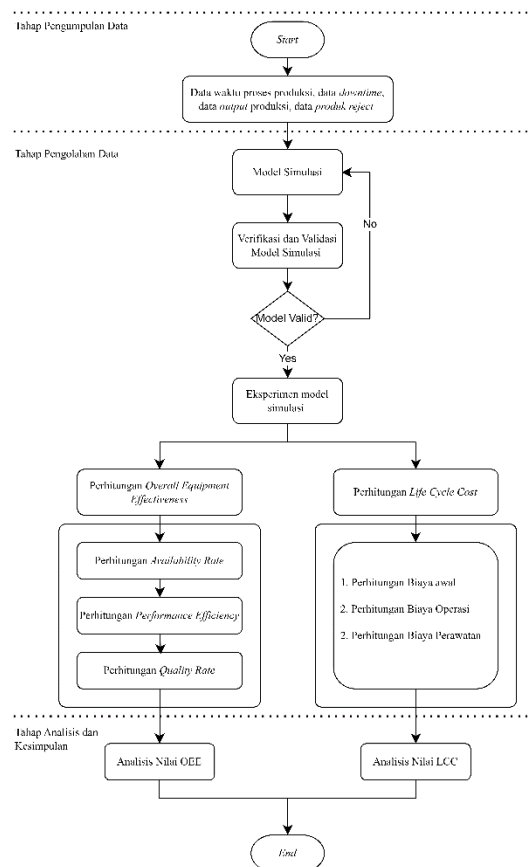 Tahap Pengumpulan Data
Start
Data waktu proses produksi, data downtime,
data output produksi, data produk reject
Tahap Pengolahan Data
Model Simulasi
No
Verifikasi dan Validasi
Model Simulasi
Model Valid?
Yes
Eksperimen model
simulasi
Perhitungan Overall Equipment
Effectiveness
Perhitungan Life Cycle Cost
Perhitungan Availability Rate
Perhitungan Performance Efficiency
Perhitungan Quality Rate
1. Perhitungan Biaya awal
2. Perhitungan Biaya Operasi
2. Perhitungan Biaya Perawatan
Tahap Analisis dan
Kesimpulan
Analisis Nilai OEE
Analisis Nilai LCC
End